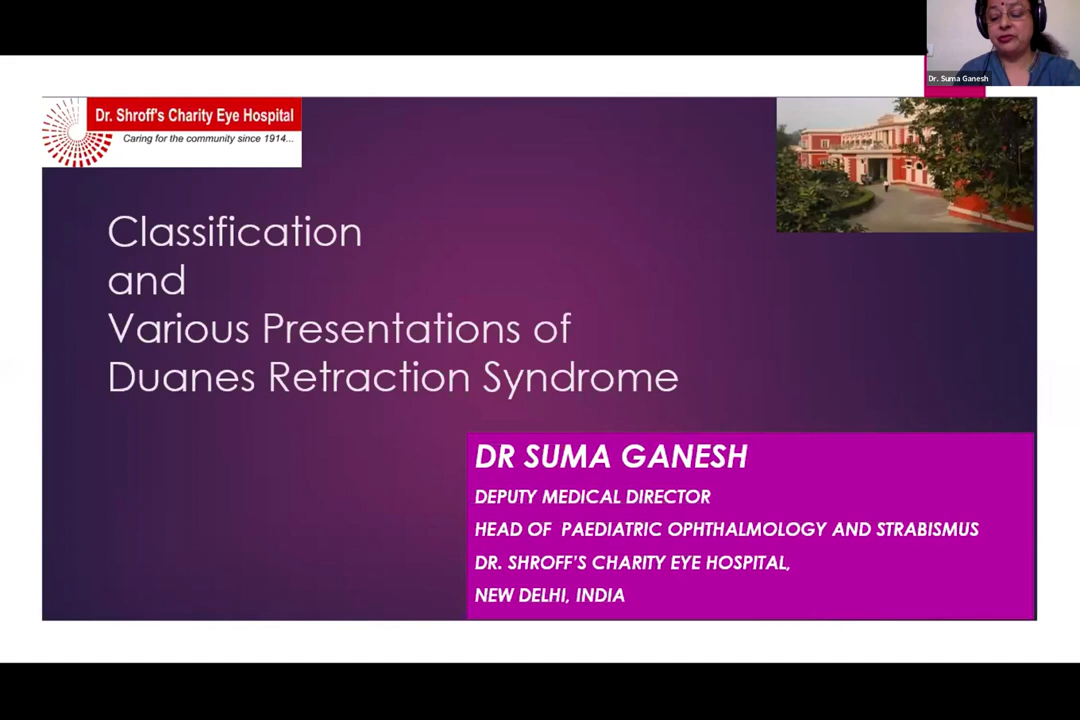 Dr. Suma Ganesh
Dr. Shroff's Charity Eye Hospital
Caring for the community since 1914...
Classification
and
Various Presentations of
Duanes Retraction Syndrome
DR SUMA GANESH
DEPUTY MEDICAL DIRECTOR
HEAD OF PAEDIATRIC OPHTHALMOLOGY AND STRABISMUS
DR. SHROFF'S CHARITY EYE HOSPITAL,
NEW DELHI, INDIA